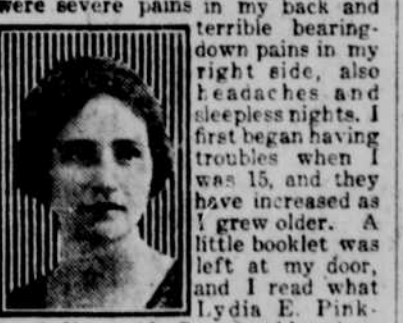 were severe pains in my back and
terrible bearing-
down pains in my
right side, also
headaches and
sleepless nights. I
first began having
troubles when I
was 15, and they
have increased as
I grew older. A
little booklet was
left at my door,
and I read what
Lydia E. Pink-